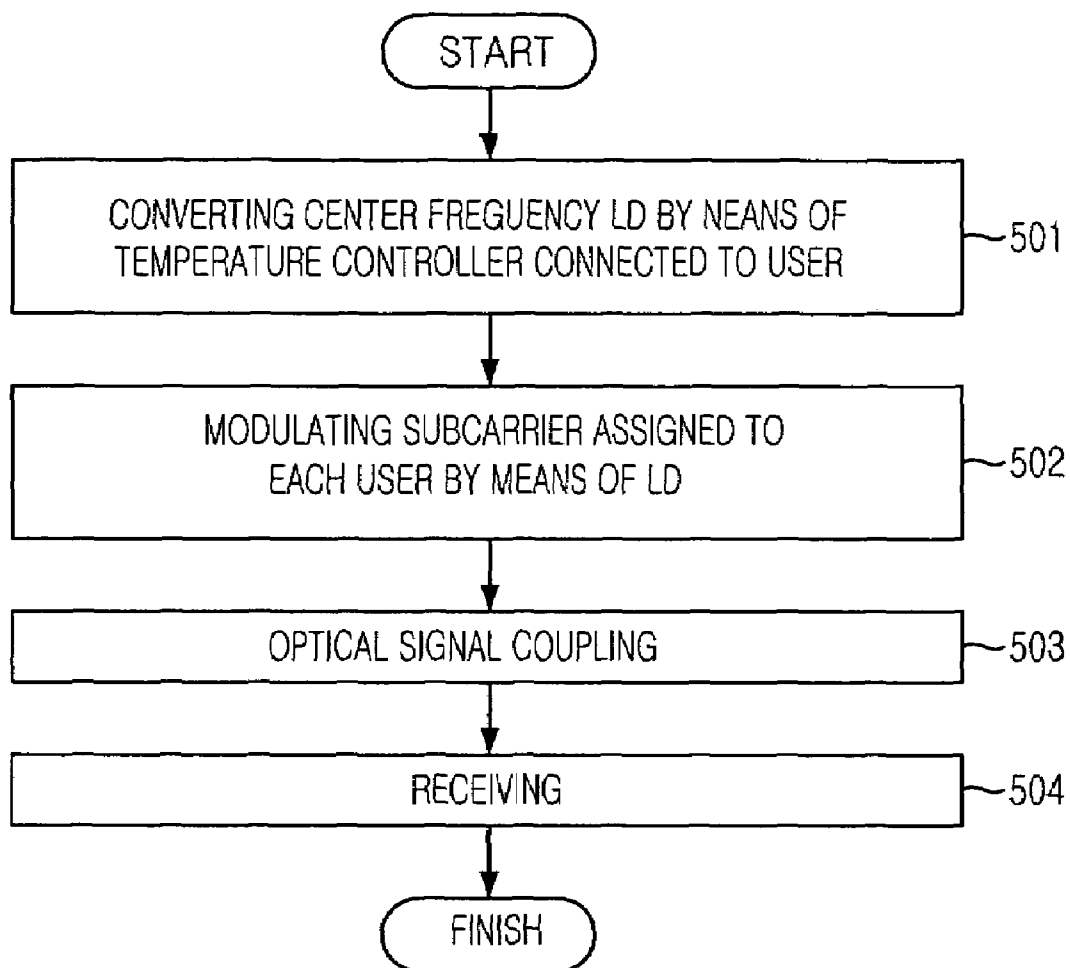 START
CONVERTING CENTER FREGUENCY LD BY NEANS OF
TEMPERATURE CONTROLLER CONNECTED TO USER
501
MODULATING SUBCARRIER ASSIGNED TO
EACH USER BY MEANS OF LD
502
OPTICAL SIGNAL COUPLING
503
RECEIVING
504
FINISH